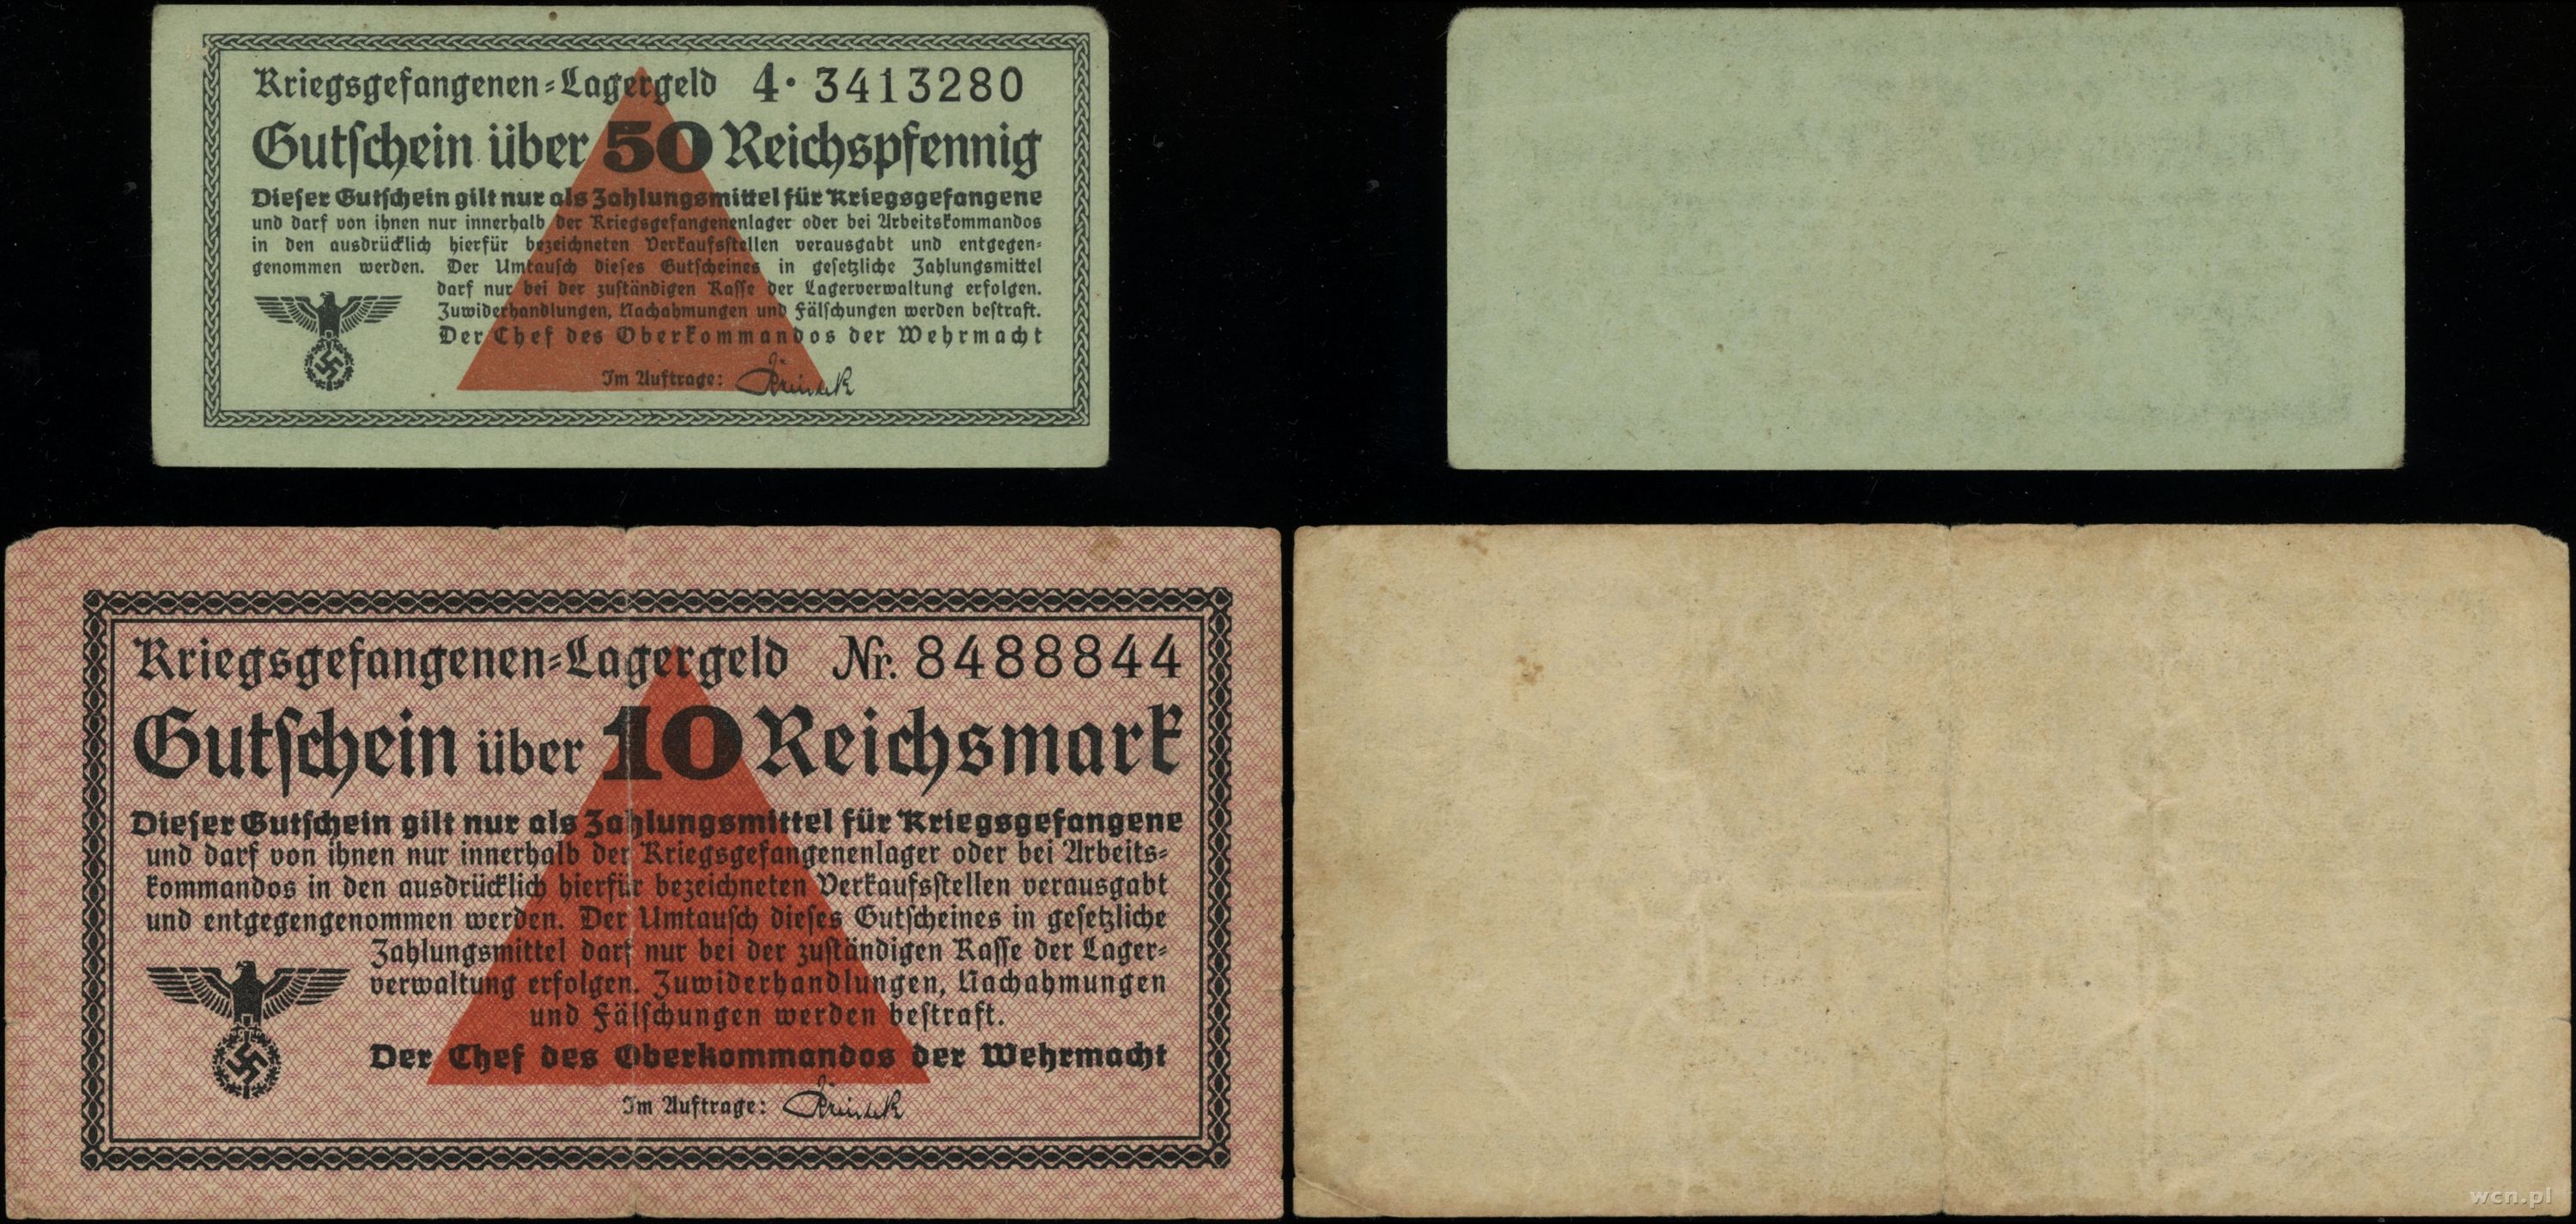 Kriegsgefangenen-Lagergeld 4· 3413280
Gutſchein über 50 Reichspfennig
Dieſer Gutſchein gilt nur als Zahlungsmittel für Kriegsgefangene
und darf von ihnen nur innerhalb der Kriegsgefangenenlager oder bei Arbeitskommandos
in den ausdrücklich hierfür bezeichneten Verkaufsſtellen verausgabt und entgegen-
genommen werden. Der Umtauſch dieſes Gutſcheines in geſetzliche Zahlungsmittel
darf nur bei der zuſtändigen Kaſſe der Lagerverwaltung erfolgen.
Zuwiderhandlungen, Nachahmungen und Fälſchungen werden beſtraft.
Der Chef des Oberkommandos der Wehrmacht
Im Auftrage:
Kriegsgefangenen-Lagergeld Nr. 8488844
Gutſchein über 10 Reichsmark
Dieſer Gutſchein gilt nur als Zahlungsmittel für Kriegsgefangene
und darf von ihnen nur innerhalb der Kriegsgefangenenlager oder bei Arbeits-
kommandos in den ausdrücklich hierfür bezeichneten Verkaufsſtellen verausgabt
und entgegengenommen werden. Der Umtauſch dieſes Gutſcheines in geſetzliche
Zahlungsmittel darf nur bei der zuſtändigen Kaſſe der Lager-
verwaltung erfolgen. Zuwiderhandlungen, Nachahmungen
und Fälſchungen werden beſtraft.
Der Chef des Oberkommandos der Wehrmacht
Im Auftrage:
wcn.pl